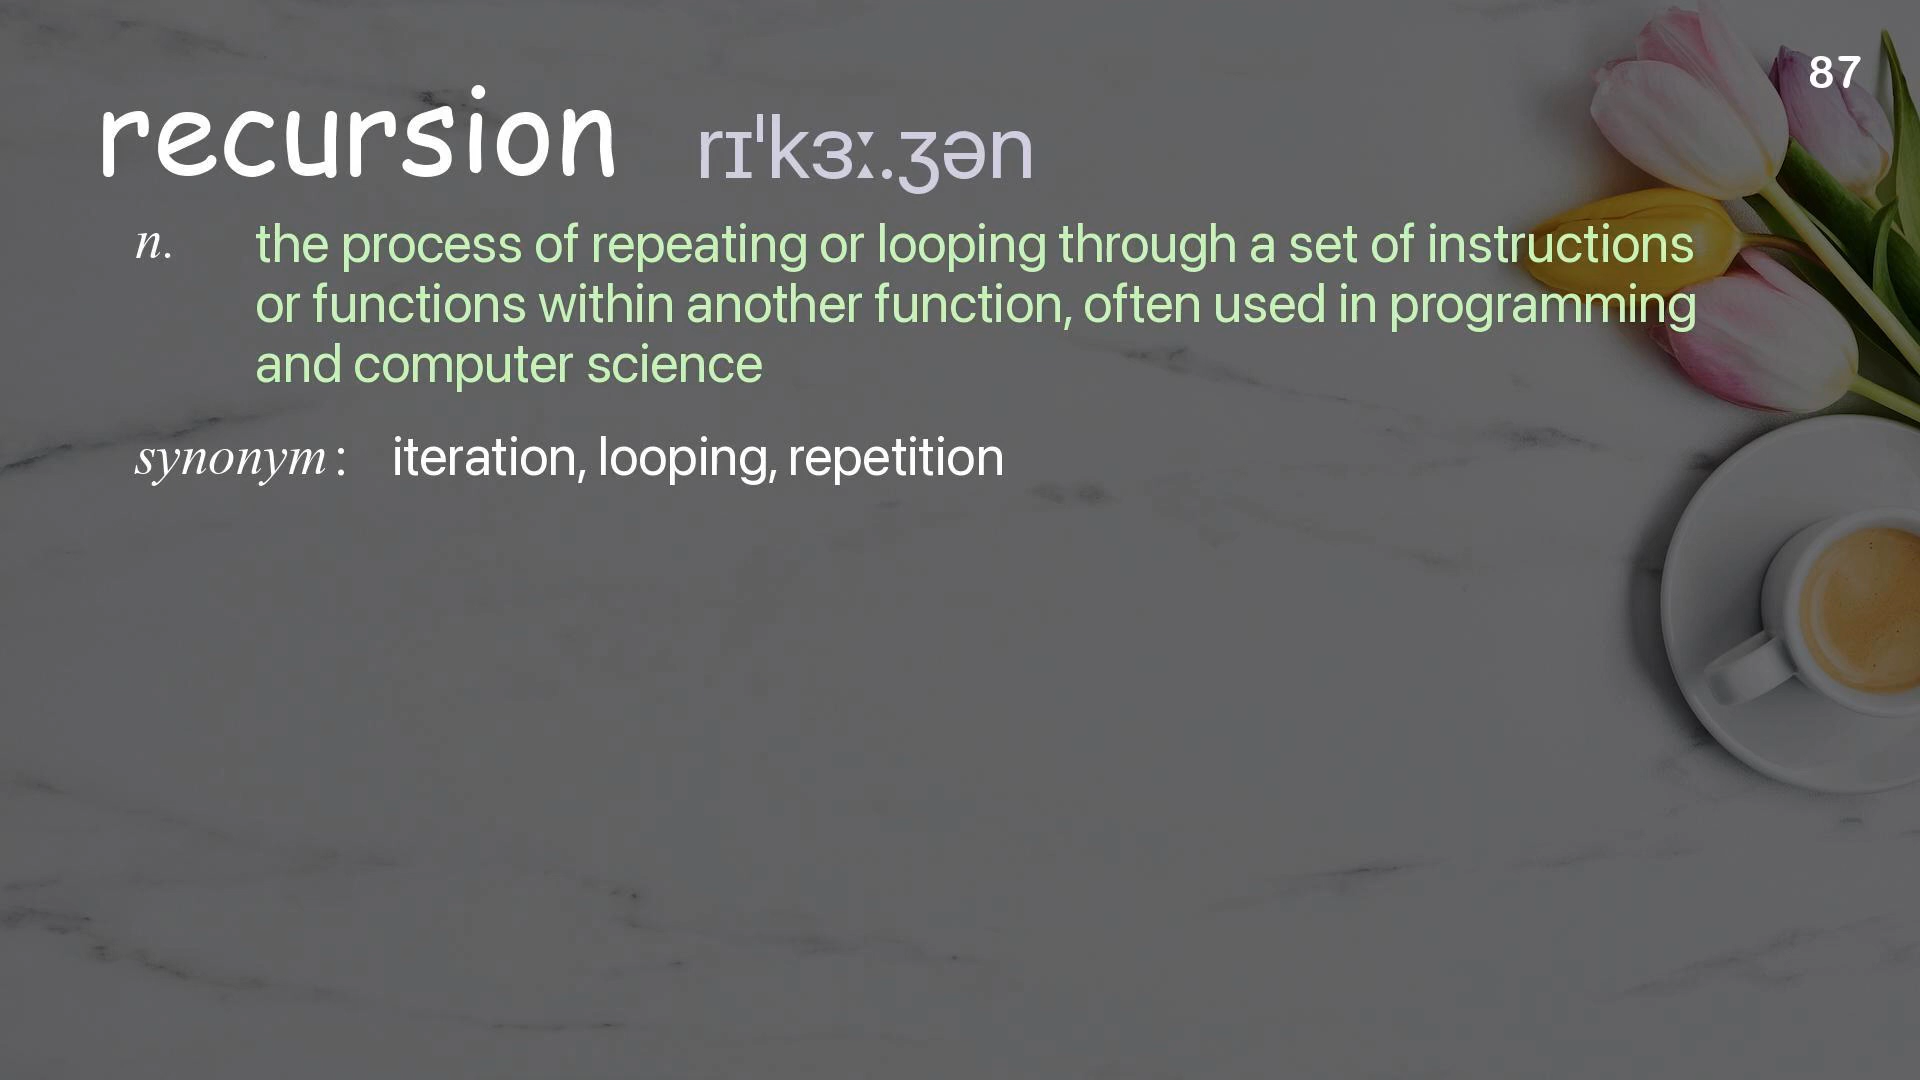 87
recursion rɪˈkɜː.ʒən
n. the process of repeating or looping through a set of instructions
or functions within another function, often used in programming
and computer science
synonym: iteration, looping, repetition